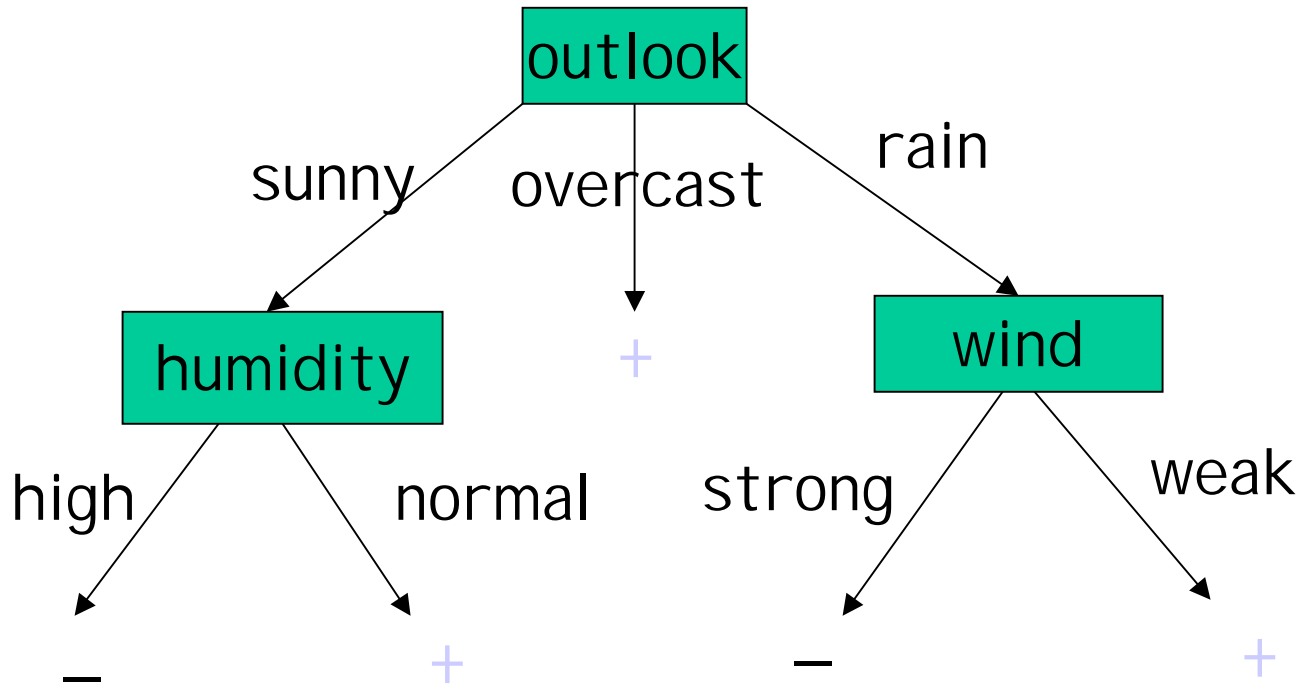 outlook
sunny
overcast
rain
humidity
+
wind
high
normal
strong
weak
–
+
–
+